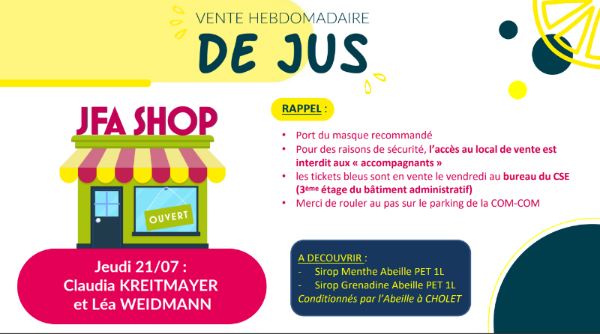 VENTE HEBDOMADAIRE
DE JUS
JFA SHOP
OUVERT
Jeudi 21/07 :
Claudia KREITMAYER
et Léa WEIDMANN
RAPPEL :
• Port du masque recommandé
• Pour des raisons de sécurité, l'accès au local de vente est
interdit aux « accompagnants »
• les tickets bleus sont en vente le vendredi au bureau du CSE
(3ème étage du bâtiment administratif)
• Merci de rouler au pas sur le parking de la COM-COM
A DECOUVRIR :
- Sirop Menthe Abeille PET 1L
- Sirop Grenadine Abeille PET 1L
Conditionnés par l'Abeille à CHOLET